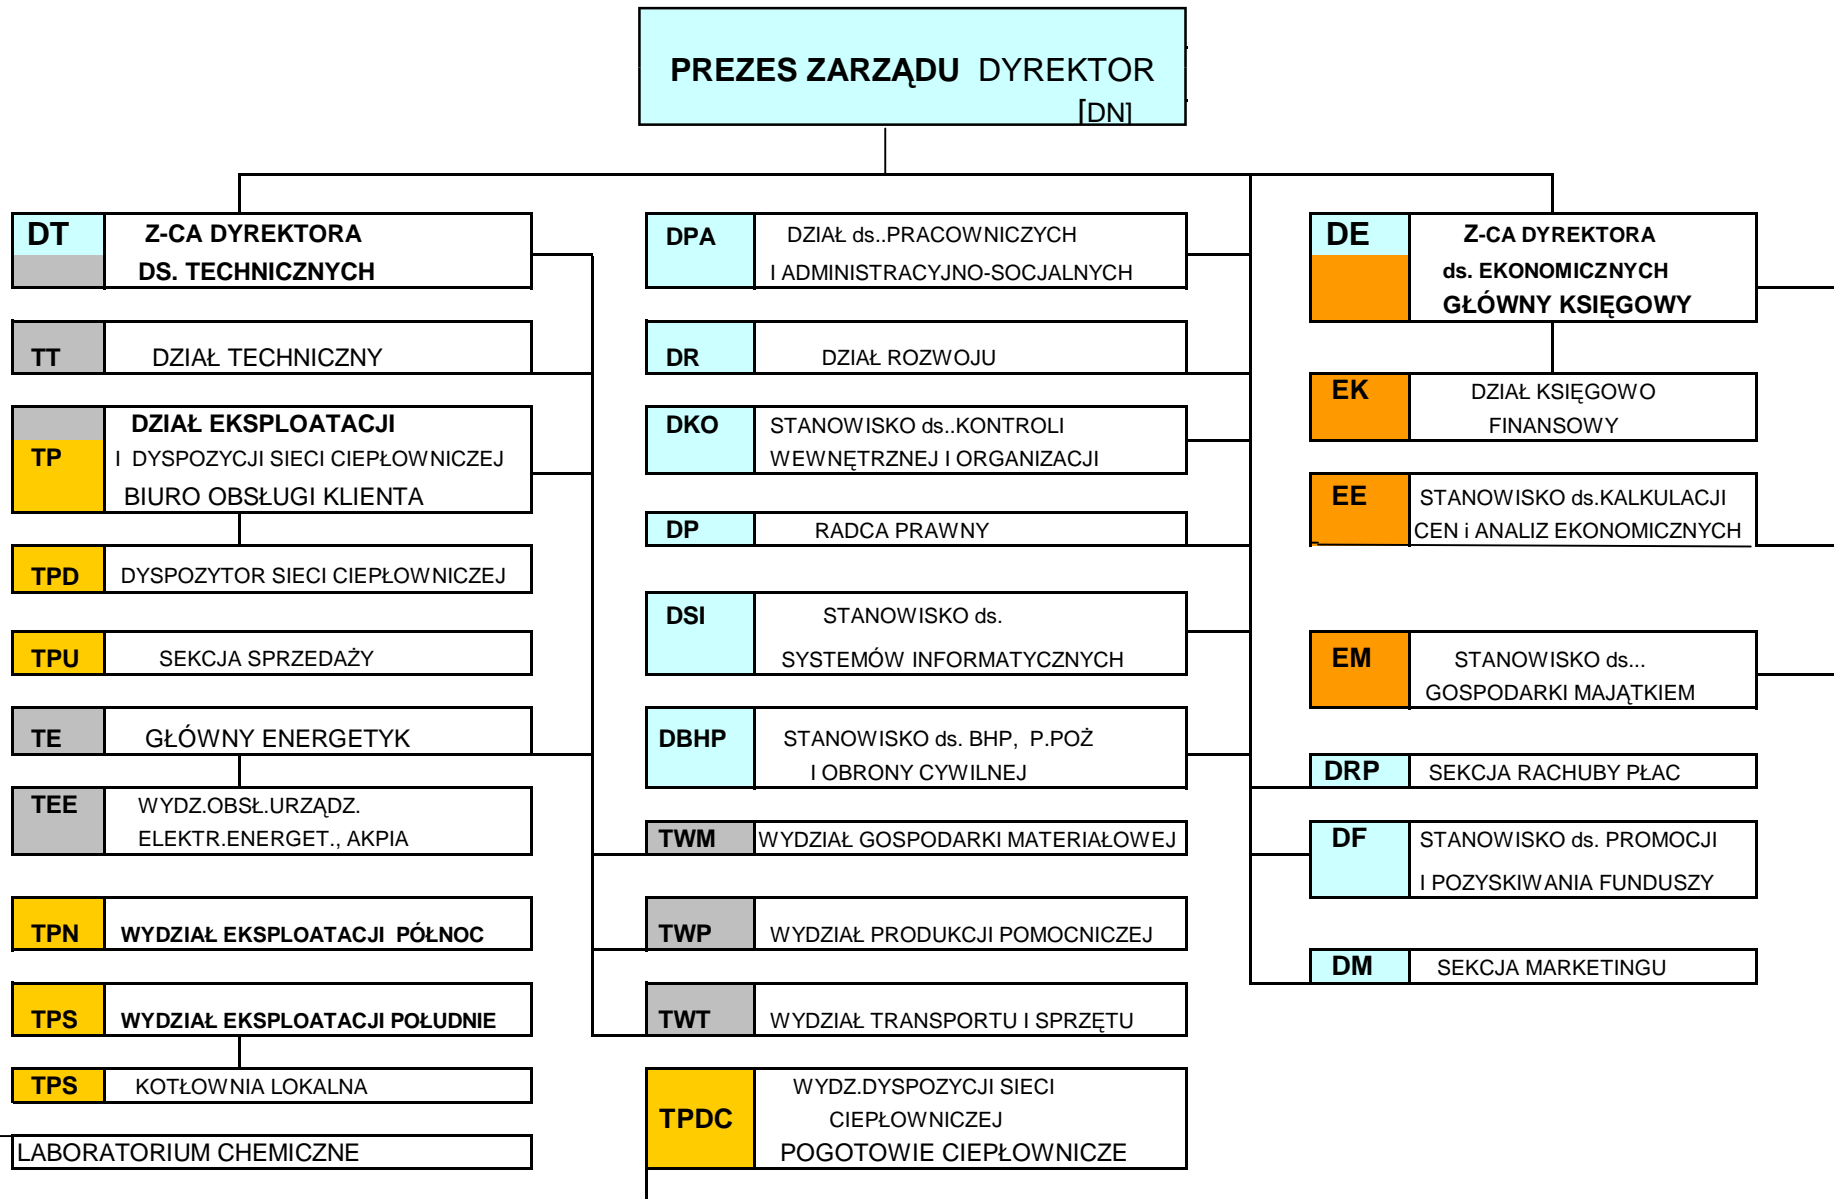 PREZES ZARZĄDU DYREKTOR
[DN]
DT Z-CA DYREKTORA
DS. TECHNICZNYCH
TT DZIAŁ TECHNICZNY
DZIAŁ EKSPLOATACJI
TP I DYSPOZYCJI SIECI CIEPŁOWNICZEJ
BIURO OBSŁUGI KLIENTA
TPD DYSPOZYTOR SIECI CIEPŁOWNICZEJ
TPU SEKCJA SPRZEDAŻY
TE GŁÓWNY ENERGETYK
TEE WYDZ.OBSŁ.URZĄDZ.
ELEKTR.ENERGET., AKPIA
TPN WYDZIAŁ EKSPLOATACJI PÓŁNOC
TPS WYDZIAŁ EKSPLOATACJI POŁUDNIE
TPS KOTŁOWNIA LOKALNA
LABORATORIUM CHEMICZNE
DPA DZIAŁ ds..PRACOWNICZYCH
I ADMINISTRACYJNO-SOCJALNYCH
DR DZIAŁ ROZWOJU
DKO STANOWISKO ds..KONTROLI
WEWNĘTRZNEJ I ORGANIZACJI
DP RADCA PRAWNY
DSI STANOWISKO ds.
SYSTEMÓW INFORMATYCZNYCH
DBHP STANOWISKO ds. BHP, P.POŻ
I OBRONY CYWILNEJ
TWM WYDZIAŁ GOSPODARKI MATERIAŁOWEJ
TWP WYDZIAŁ PRODUKCJI POMOCNICZEJ
TWT WYDZIAŁ TRANSPORTU I SPRZĘTU
WYDZ.DYSPOZYCJI SIECI
TPDC CIEPŁOWNICZEJ
POGOTOWIE CIEPŁOWNICZE
DE Z-CA DYREKTORA
ds. EKONOMICZNYCH
GŁÓWNY KSIĘGOWY
EK DZIAŁ KSIĘGOWO
FINANSOWY
EE STANOWISKO ds.KALKULACJI
CEN i ANALIZ EKONOMICZNYCH
EM STANOWISKO ds...
GOSPODARKI MAJĄTKIEM
DRP SEKCJA RACHUBY PŁAC
DF STANOWISKO ds. PROMOCJI
I POZYSKIWANIA FUNDUSZY
DM SEKCJA MARKETINGU